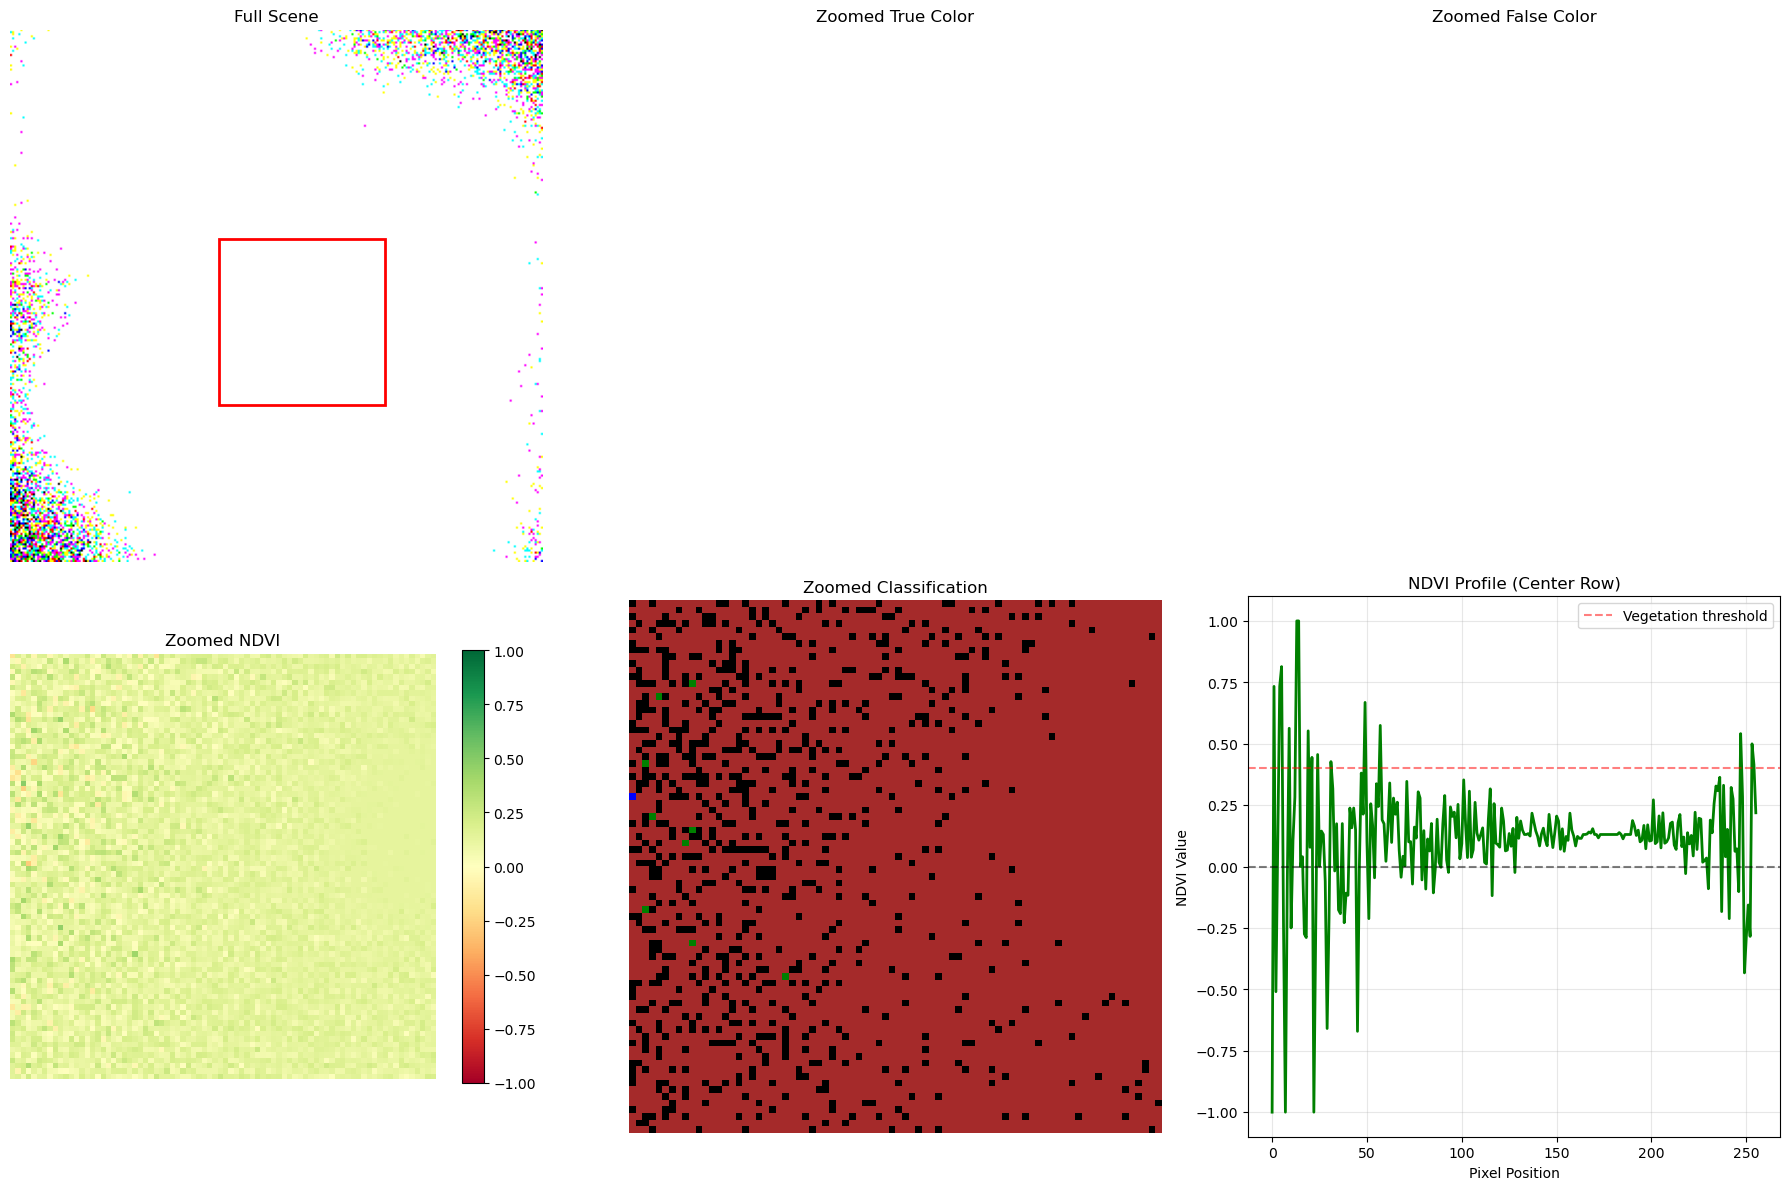 Full Scene
Zoomed True Color
Zoomed False Color
Zoomed NDVI
1.00
0.75
0.50
0.25
0.00
−0.25
−0.50
−0.75
−1.00
Zoomed Classification
NDVI Profile (Center Row)
Vegetation threshold
NDVI Value
1.00
0.75
0.50
0.25
0.00
−0.25
−0.50
−0.75
−1.00
0 50 100 150 200 250
Pixel Position